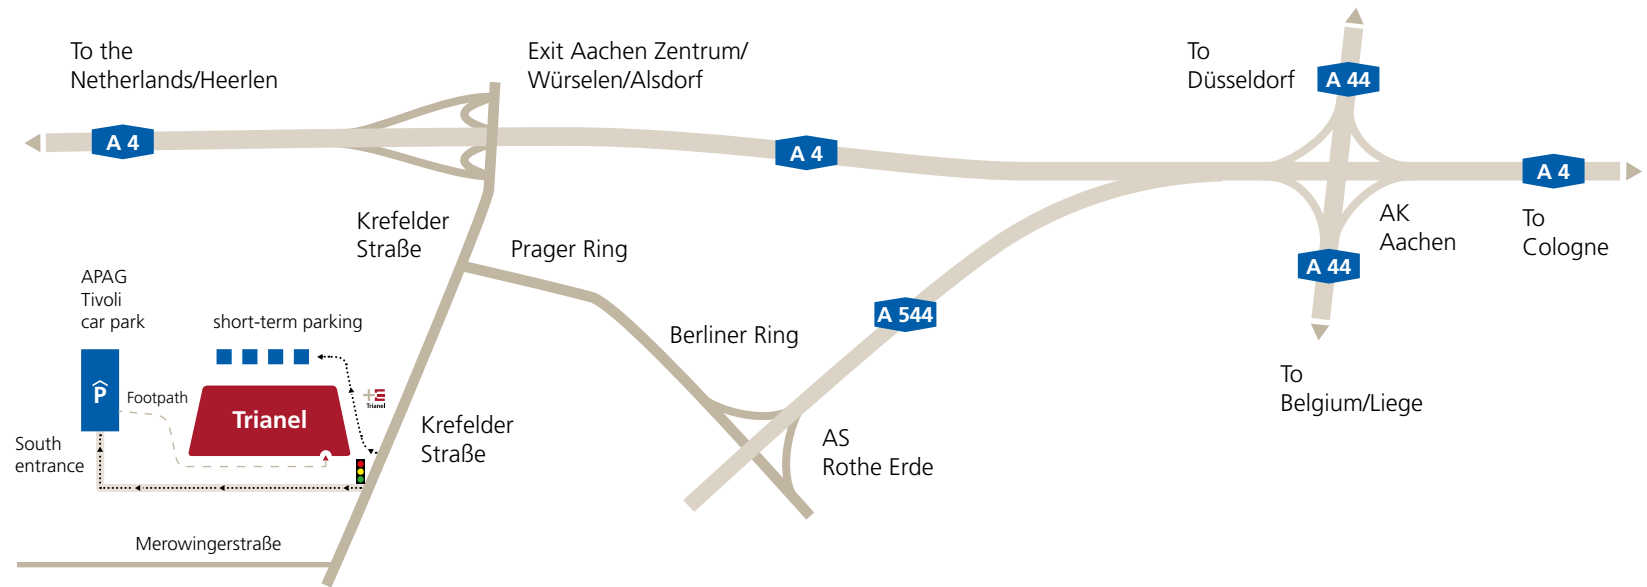 To the
Netherlands/Heerlen
Exit Aachen Zentrum/
Würselen/Alsdorf
To
Düsseldorf
A 44
A 4
A 4
A 4
Krefelder
Straße
AK
Aachen
To
Cologne
Prager Ring
A 44
APAG
Tivoli
car park
short-term parking
A 544
Berliner Ring
To
Belgium/Liege
P
Footpath
Trianel
Trianel
Krefelder
Straße
South
entrance
AS
Rothe Erde
Merowingerstraße